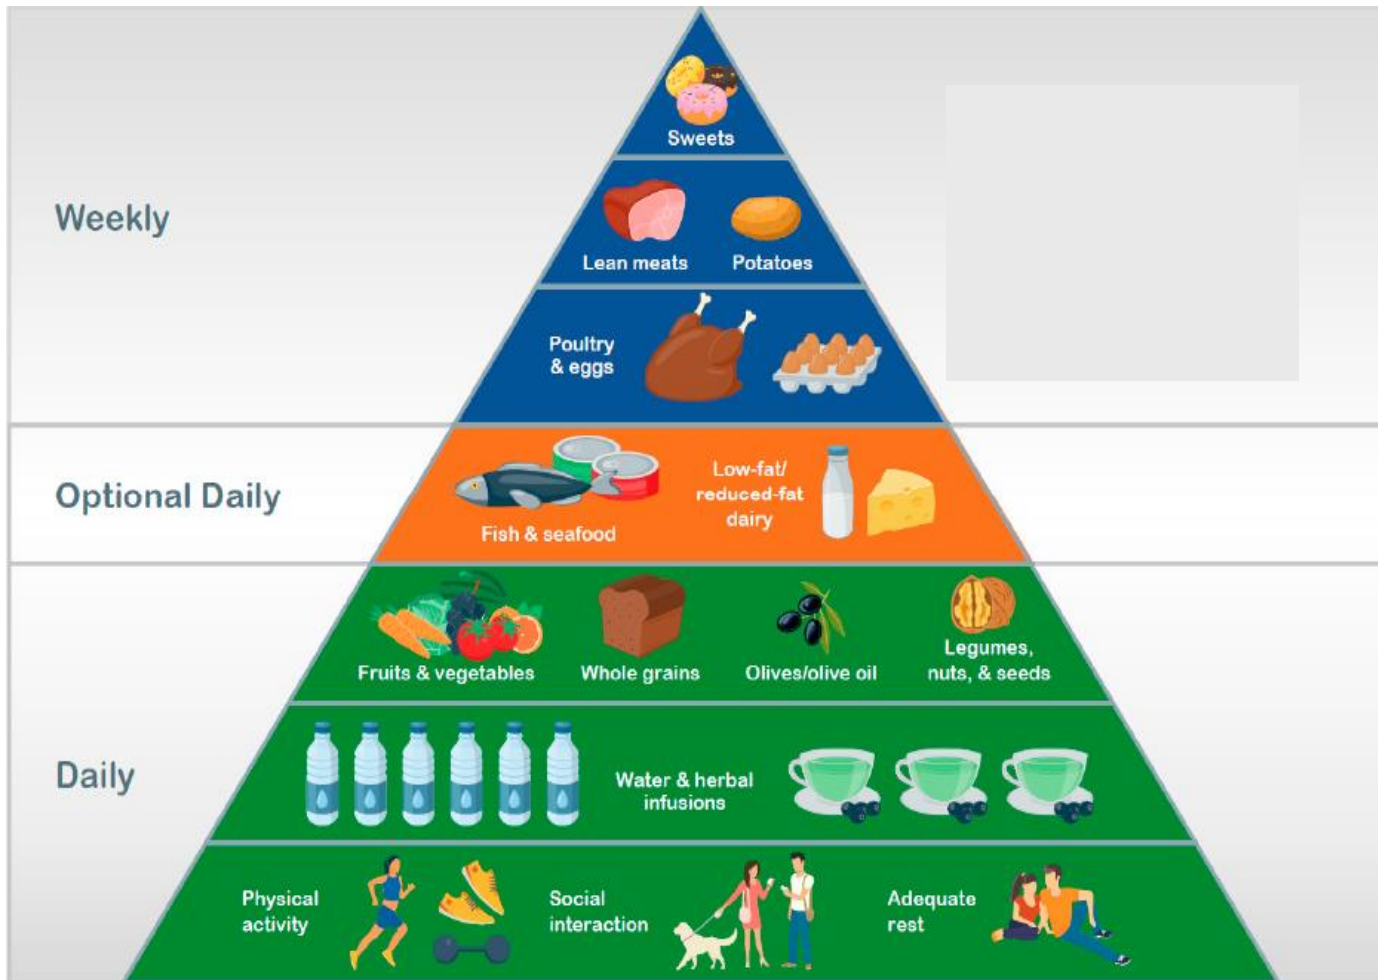 Sweets
Weekly
Lean meats
Potatoes
Poultry
& eggs
Optional Daily
Low-fat/
reduced-fat
dairy
Fish & seafood
Fruits & vegetables
Whole grains
Olives/olive oil
Legumes,
nuts, & seeds
Daily
Water & herbal
infusions
Physical
activity
Social
interaction
Adequate
rest